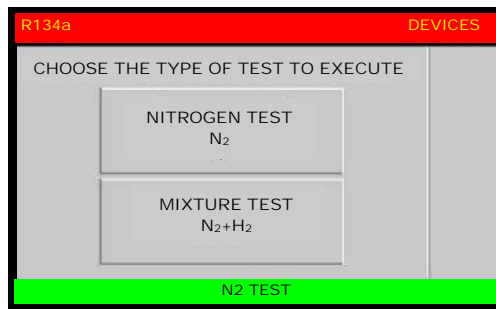 R134a DEVICES
CHOOSE THE TYPE OF TEST TO EXECUTE
NITROGEN TEST
N₂
MIXTURE TEST
N₂+H₂
N2 TEST